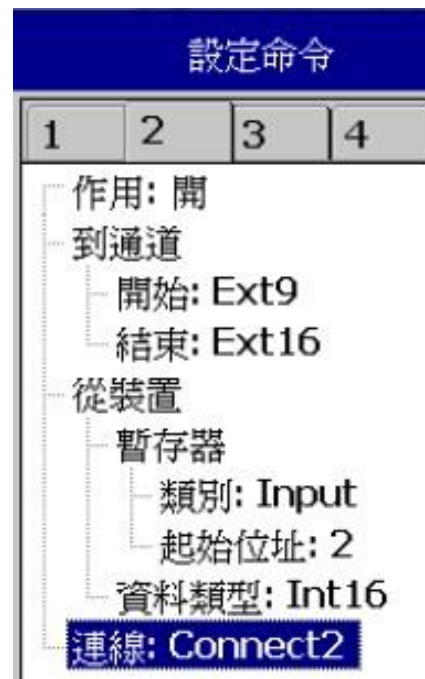 設定命令
1 2 3 4
作用: 開
到通道
開始: Ext9
結束: Ext16
從裝置
暫存器
類別: Input
起始位址: 2
資料類型: Int16
連線: Connect2